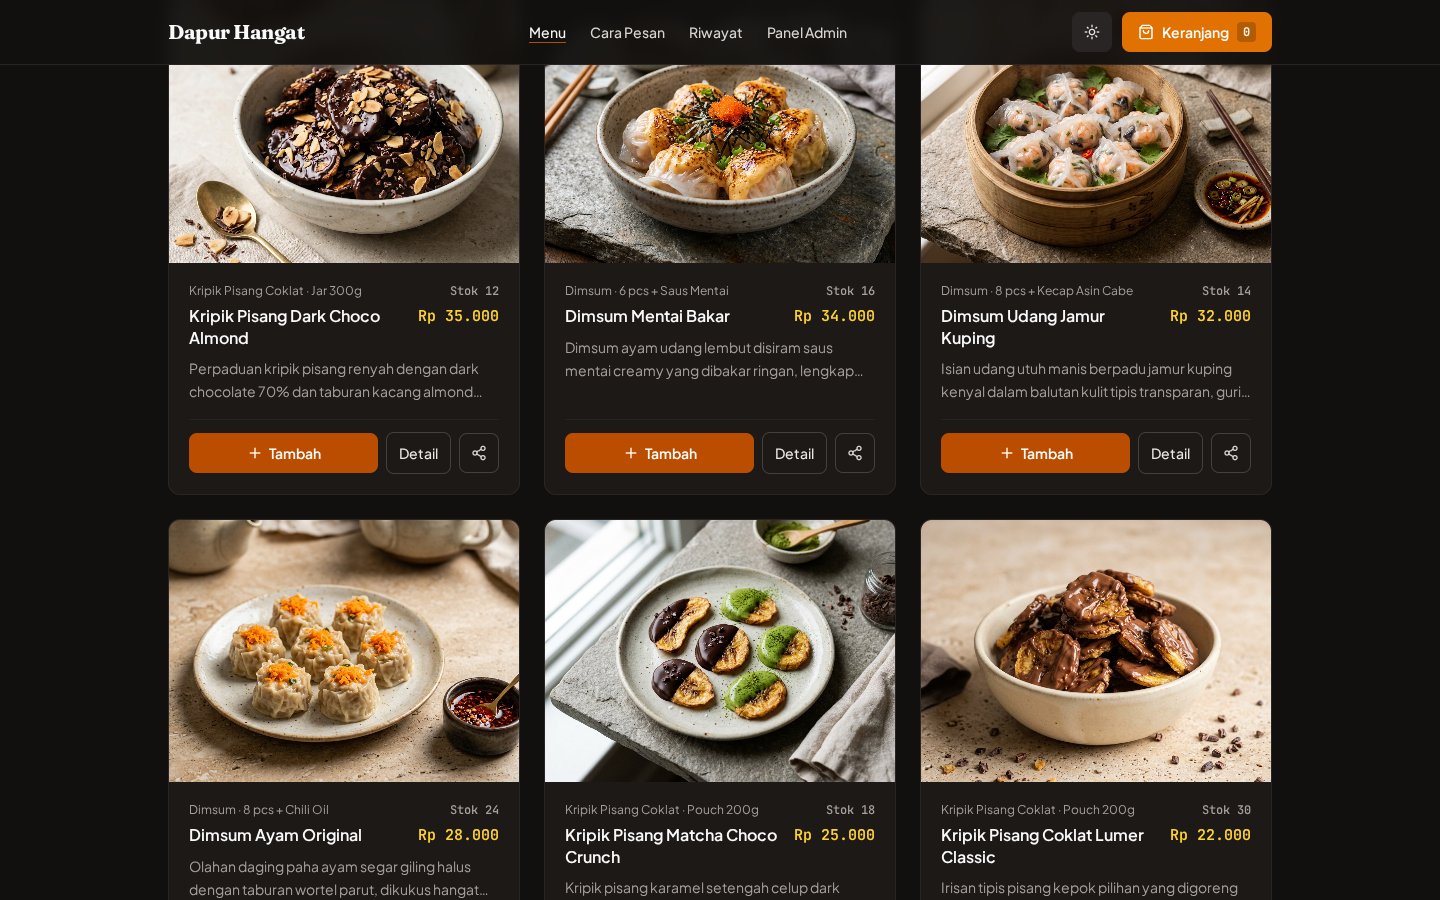 Dapur Hangat
Menu
Cara Pesan
Riwayat
Panel Admin
Keranjang 0
Kripik Pisang Coklat · Jar 300g
Stok 12
Kripik Pisang Dark Choco
Almond
Rp 35.000
Perpaduan kripik pisang renyah dengan dark
chocolate 70% dan taburan kacang almond...
+ Tambah
Detail
Dimsum · 6 pcs + Saus Mentai
Stok 16
Dimsum Mentai Bakar
Rp 34.000
Dimsum ayam udang lembut disiram saus
mentai creamy yang dibakar ringan, lengkap...
+ Tambah
Detail
Dimsum · 8 pcs + Kecap Asin Cabe
Stok 14
Dimsum Udang Jamur
Kuping
Rp 32.000
Isian udang utuh manis berpadu jamur kuping
kenyal dalam balutan kulit tipis transparan, guri...
+ Tambah
Detail
Dimsum · 8 pcs + Chili Oil
Stok 24
Dimsum Ayam Original
Rp 28.000
Olahan daging paha ayam segar giling halus
dengan taburan wortel parut, dikukus hangat...
Kripik Pisang Coklat · Pouch 200g
Stok 18
Kripik Pisang Matcha Choco
Crunch
Rp 25.000
Kripik pisang karamel setengah celup dark
Kripik Pisang Coklat · Pouch 200g
Stok 30
Kripik Pisang Coklat Lumer
Classic
Rp 22.000
Irisan tipis pisang kepok pilihan yang digoreng